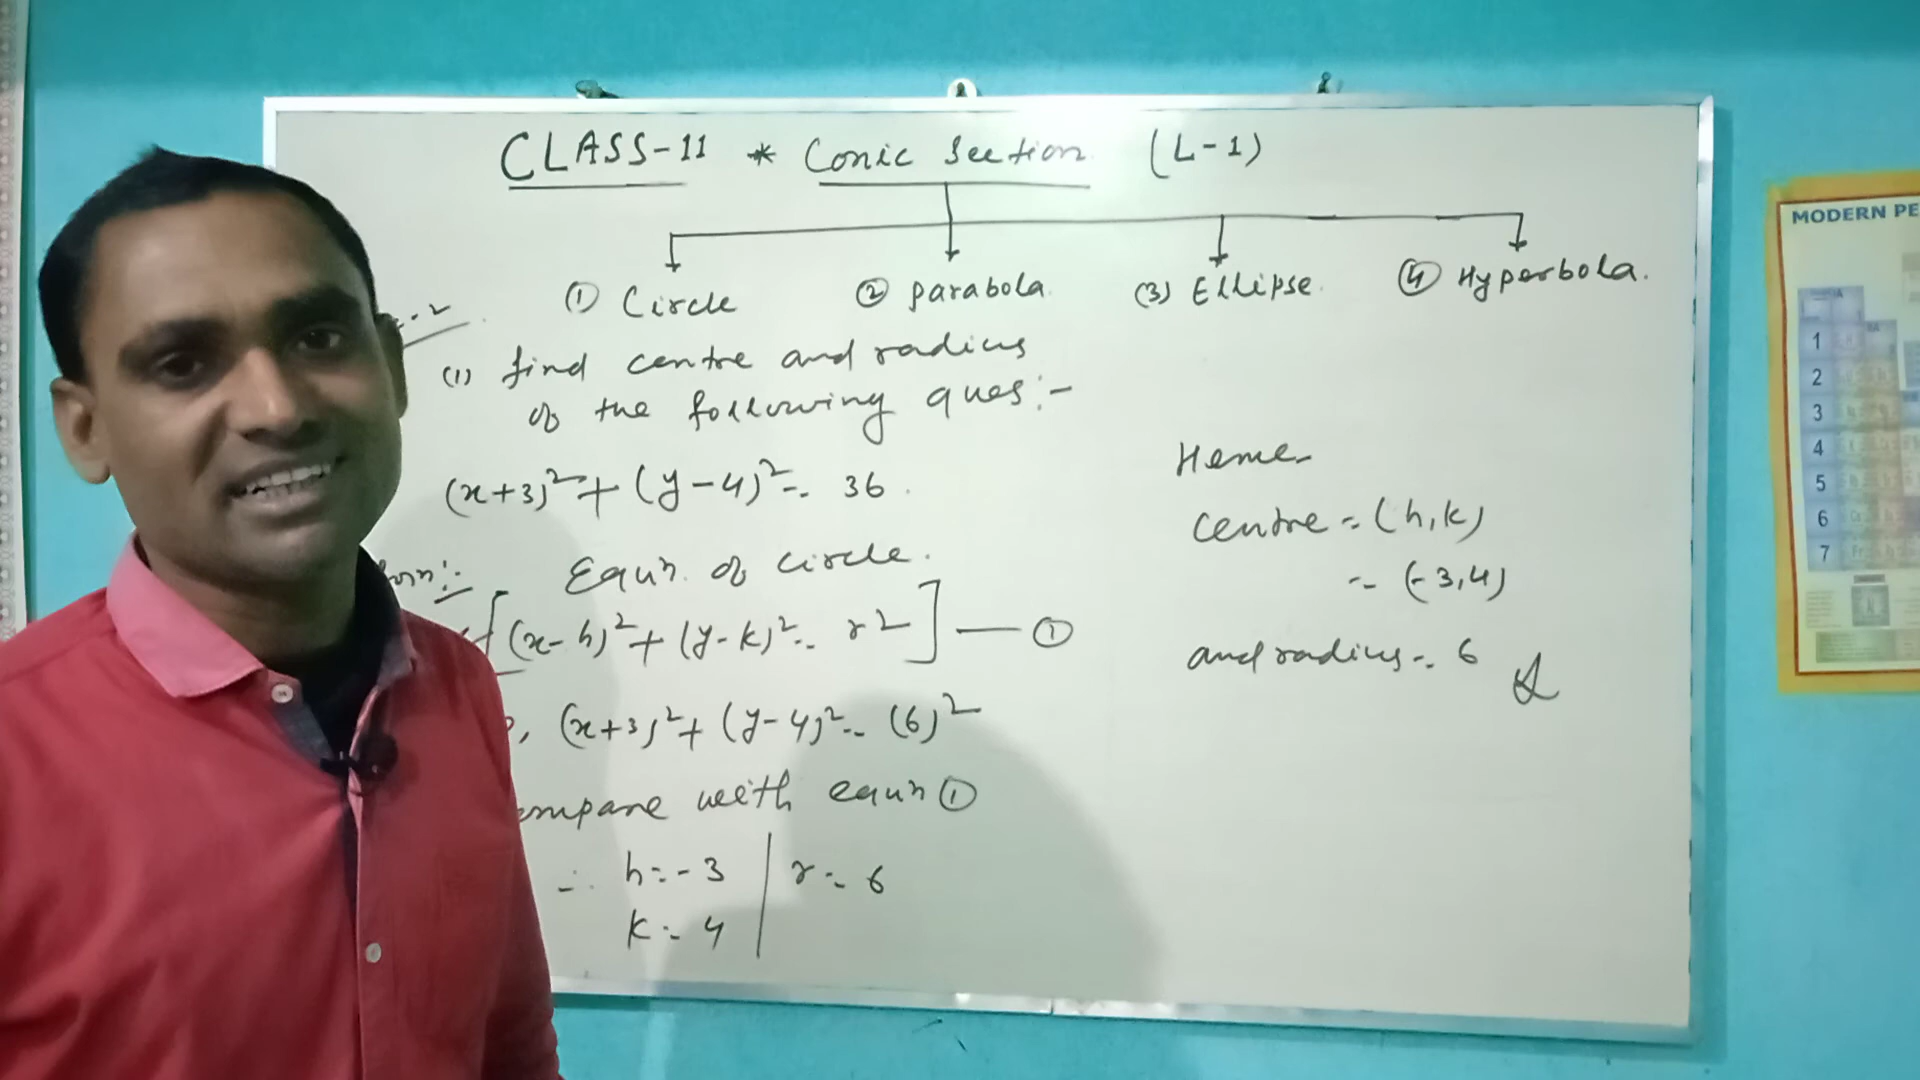 CLASS-11 * Conic Section (L-1)
① Circle ② Parabola (3) Ellipse ④ Hyperbola.
(1) find centre and radius
of the following ques:-
(x+3)²+(y-4)²=36.
Equn. of circle.
[(x-h)²+(y-k)²=r²] — ①
(x+3)²+(y-4)²=(6)²
with equn ①
∴ h=-3 | r=6
k=4
Centre=(h,k)
=(-3,4)
and radius=6
MODERN PE
1
2
3
4
5
6
7